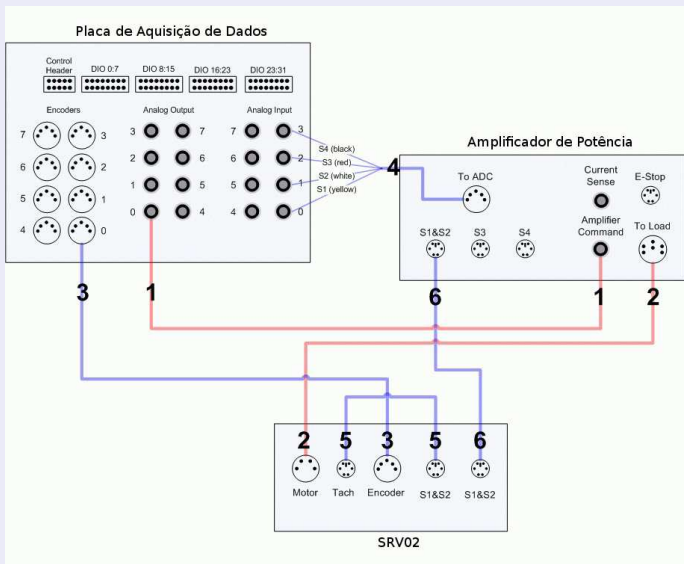 Placa de Aquisição de Dados
Control
Header
DIO 0:7
DIO 8:15
DIO 16:23
DIO 23:31
Encoders
Analog Output
Analog Input
7 3 3 7 7 3
6 2 2 6 6 2
5 1 1 5 5 1
4 0 0 4 4 0
S4 (black)
S3 (red)
S2 (white)
S1 (yellow)
4
Amplificador de Potência
To ADC
Current
Sense
E-Stop
S1&S2
S3
S4
Amplifier
Command
To Load
3
1
6
1
2
2
5
3
5
6
Motor
Tach
Encoder
S1&S2
S1&S2
SRV02